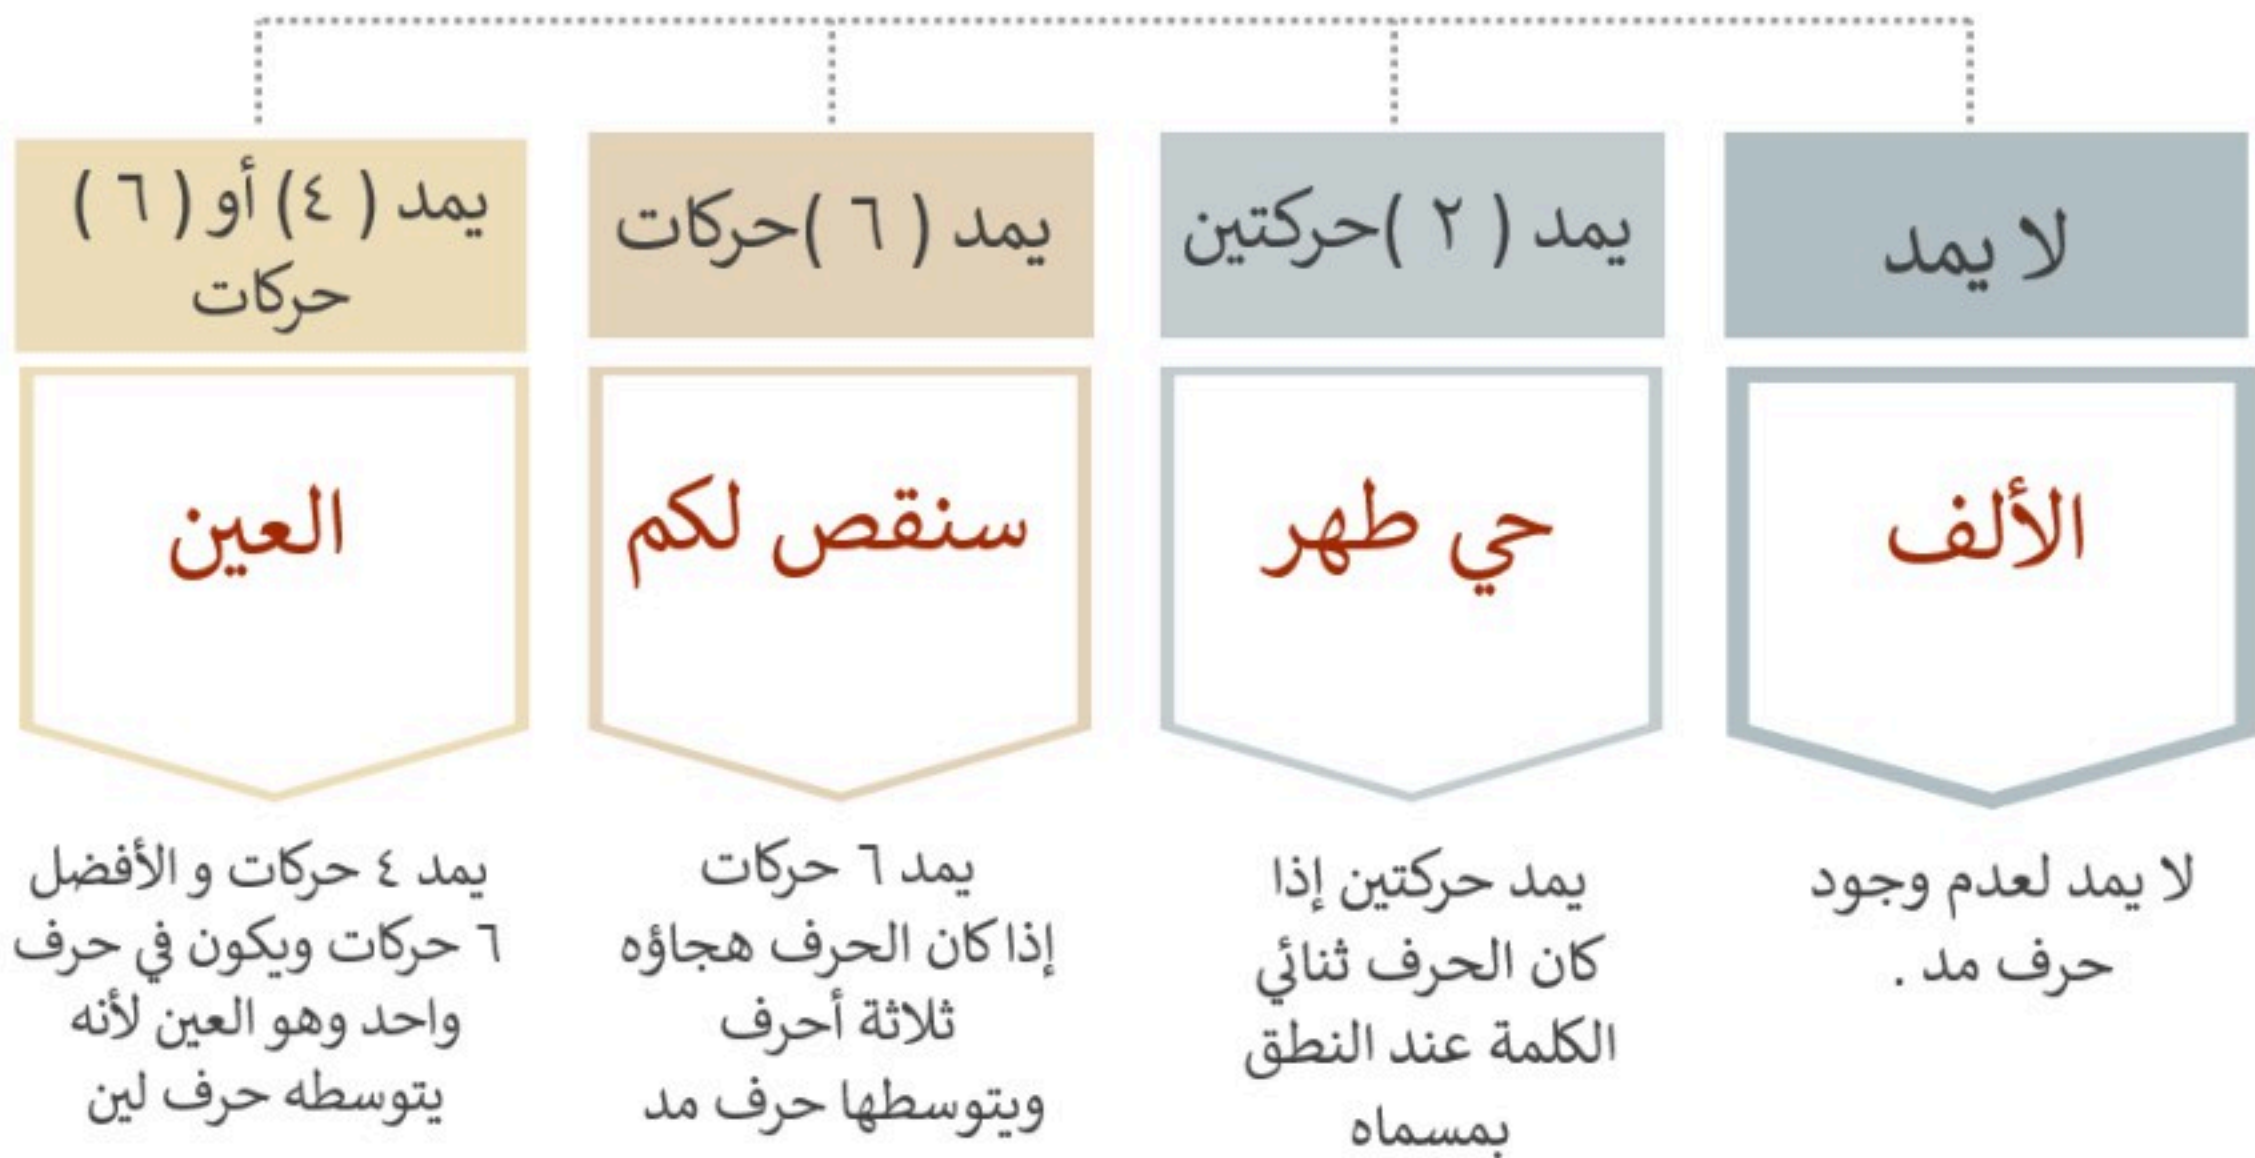 لا يمد
الألف
لا يمد لعدم وجود
حرف مد .
يمد ( ٢ )حركتين
حي طهر
يمد حركتين إذا
كان الحرف ثنائي
الكلمة عند النطق
بمسماه
يمد ( ٦ )حركات
سنقص لكم
يمد ٦ حركات
إذا كان الحرف هجاؤه
ثلاثة أحرف
ويتوسطها حرف مد
يمد ( ٤) أو ( ٦ )
حركات
العين
يمد ٤ حركات و الأفضل
٦ حركات ويكون في حرف
واحد وهو العين لأنه
يتوسطه حرف لين